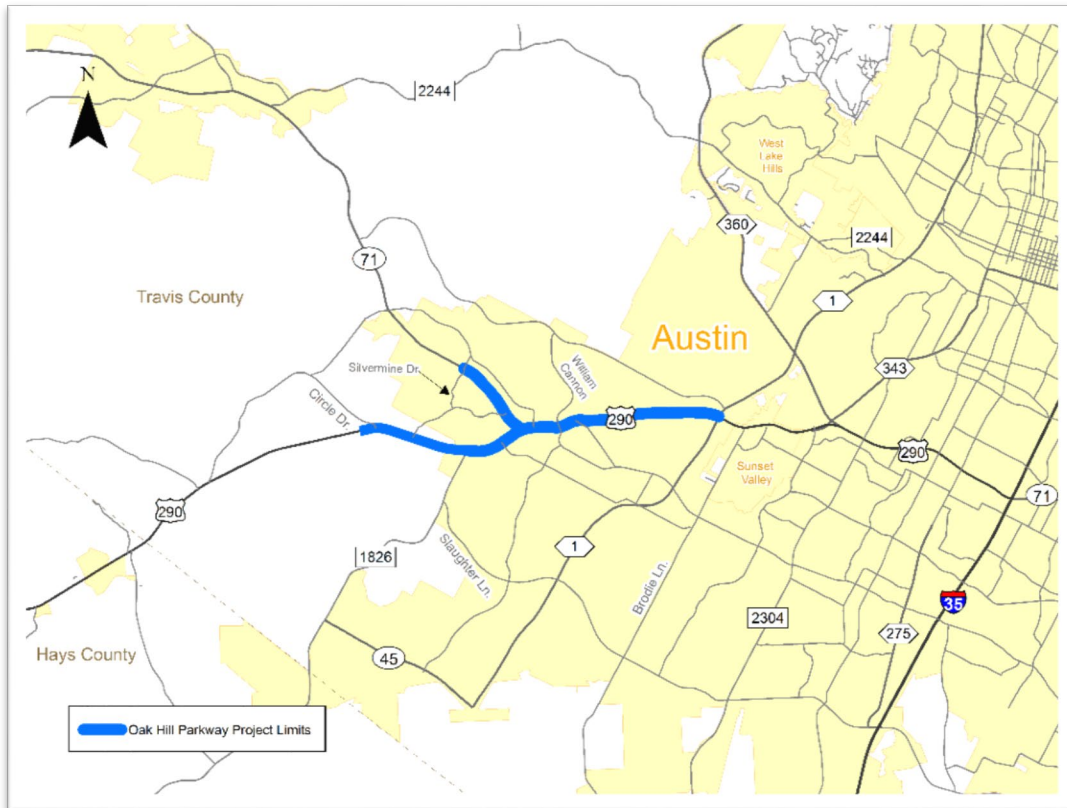 N
2244
West
Lake
Hills
360
2244
71
Travis County
1
Austin
Silvermine Dr.
William
Cannon
343
Circle Dr.
290
290
Sunset
Valley
71
290
1
1826
Slaughter Ln.
Brodie Ln.
35
2304
275
Hays County
45
Oak Hill Parkway Project Limits